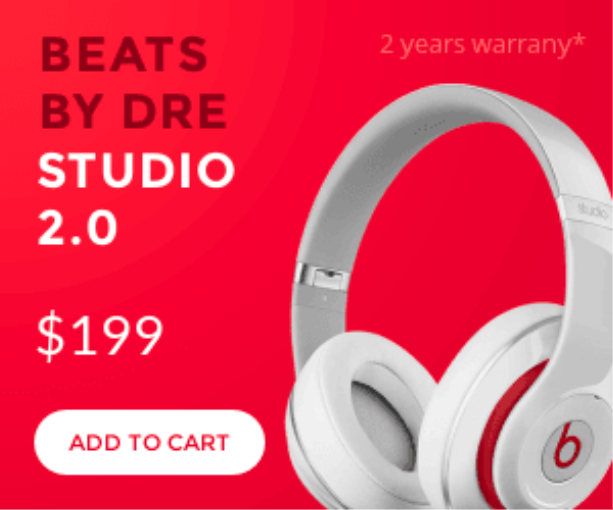 BEATS
BY DRE
STUDIO
2.0
2 years warrany*
$199
studio
ADD TO CART
b